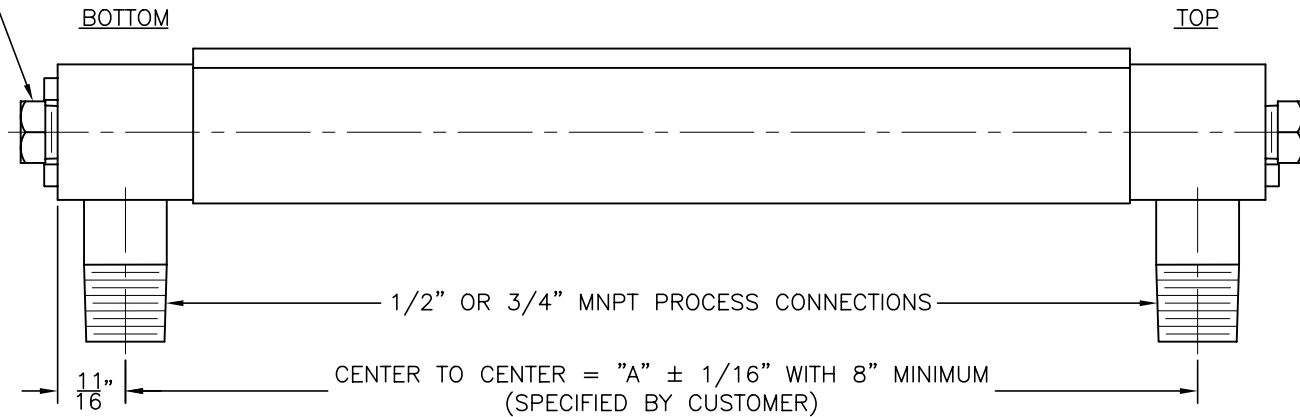 BOTTOM
TOP
1/2” OR 3/4” MNPT PROCESS CONNECTIONS
11/16”
CENTER TO CENTER = ”A” ± 1/16” WITH 8” MINIMUM
(SPECIFIED BY CUSTOMER)